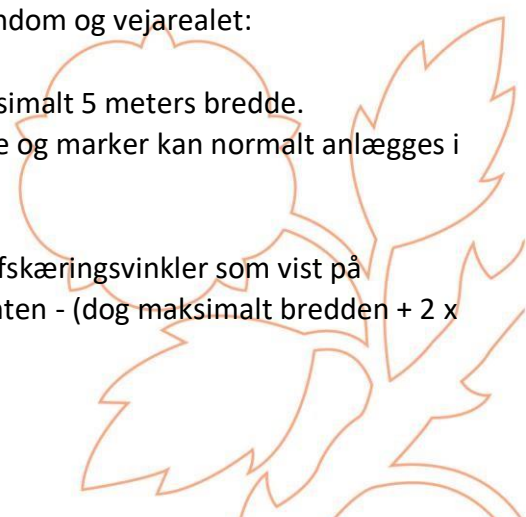 ndom og vejarealet:
simalt 5 meters bredde.
e og marker kan normalt anlægges i
fskæringsvinkler som vist på
nten - (dog maksimalt bredden + 2 x